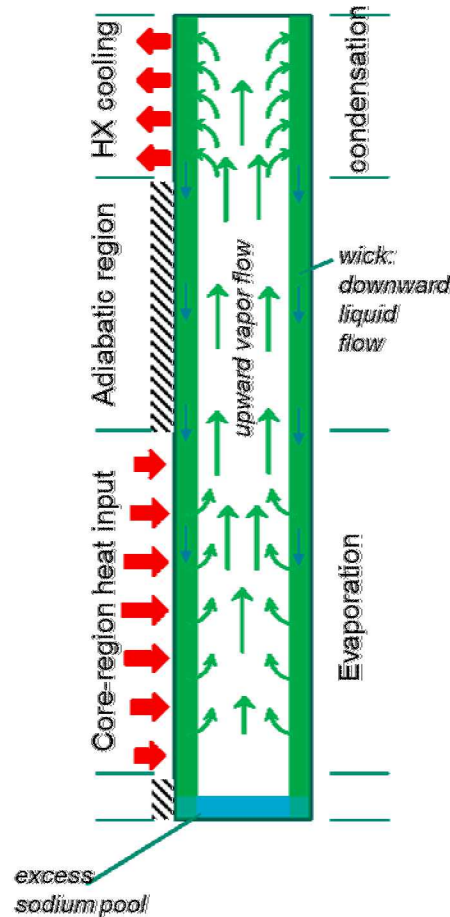 HX cooling
condensation
Adiabatic region
upward vapor flow
wick:
downward
liquid
flow
Core-region heat input
Evaporation
excess
sodium pool